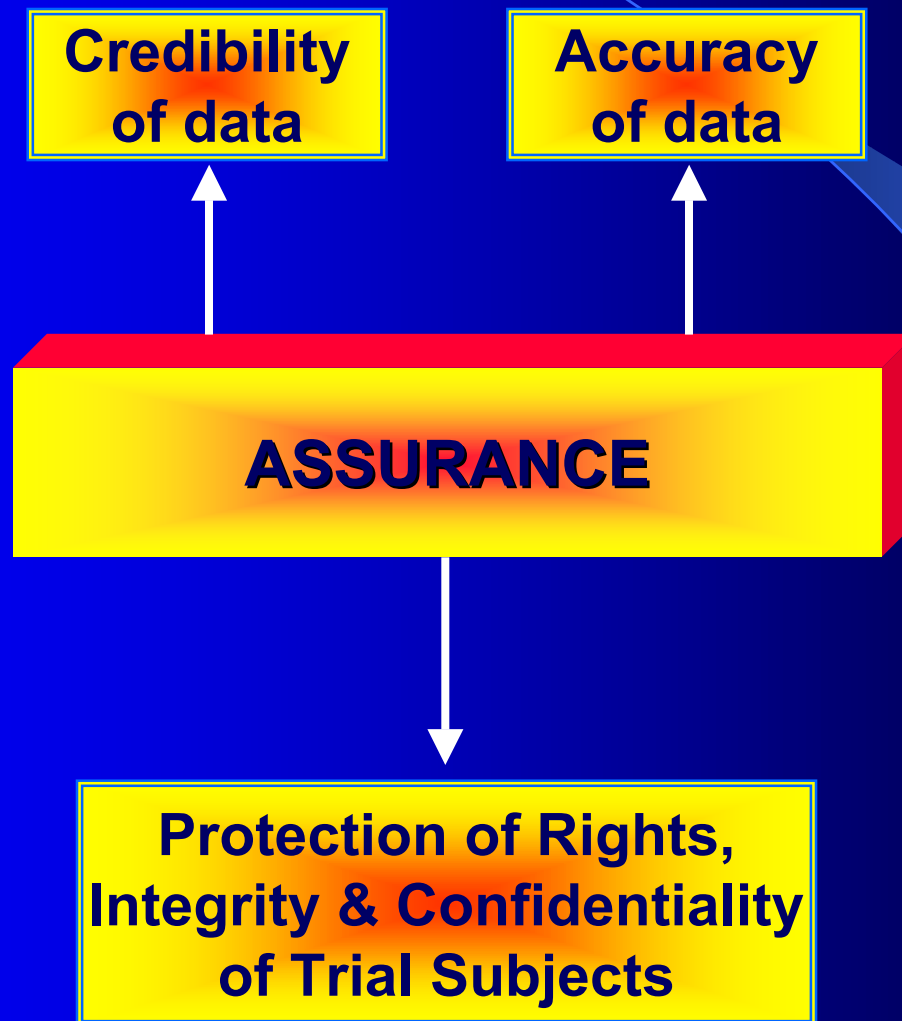 Credibility
of data
Accuracy
of data
ASSURANCE
Protection of Rights,
Integrity & Confidentiality
of Trial Subjects